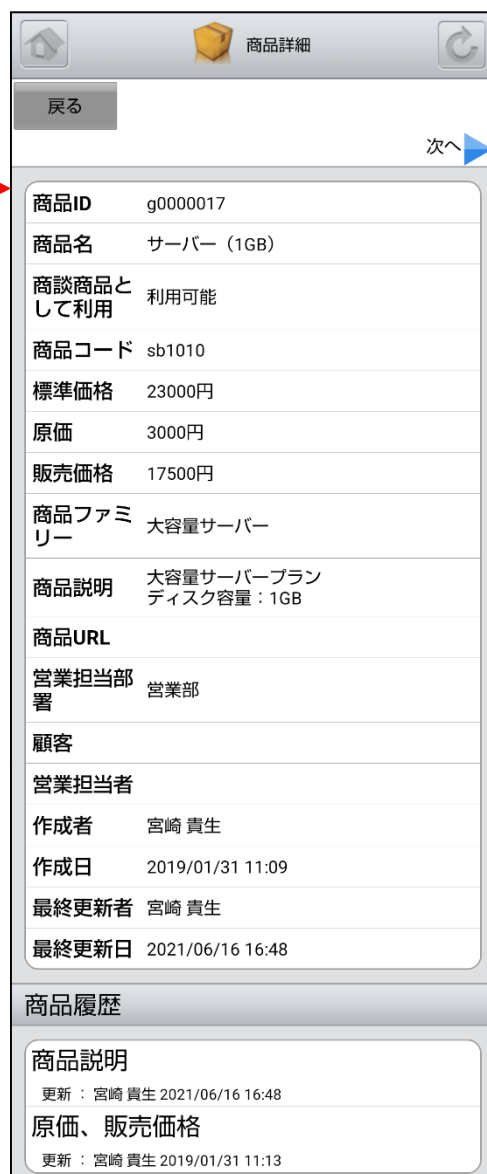 商品詳細
戻る
次へ
商品ID g0000017
商品名 サーバー（1GB）
商談商品と
して利用 利用可能
商品コード sb1010
標準価格 23000円
原価 3000円
販売価格 17500円
商品ファミ
リー 大容量サーバー
商品説明 大容量サーバープラン
ディスク容量：1GB
商品URL
営業担当部
署 営業部
顧客
営業担当者
作成者 宮崎 貴生
作成日 2019/01/31 11:09
最終更新者 宮崎 貴生
最終更新日 2021/06/16 16:48
商品履歴
商品説明
更新 ： 宮崎 貴生 2021/06/16 16:48
原価、販売価格
更新 ： 宮崎 貴生 2019/01/31 11:13